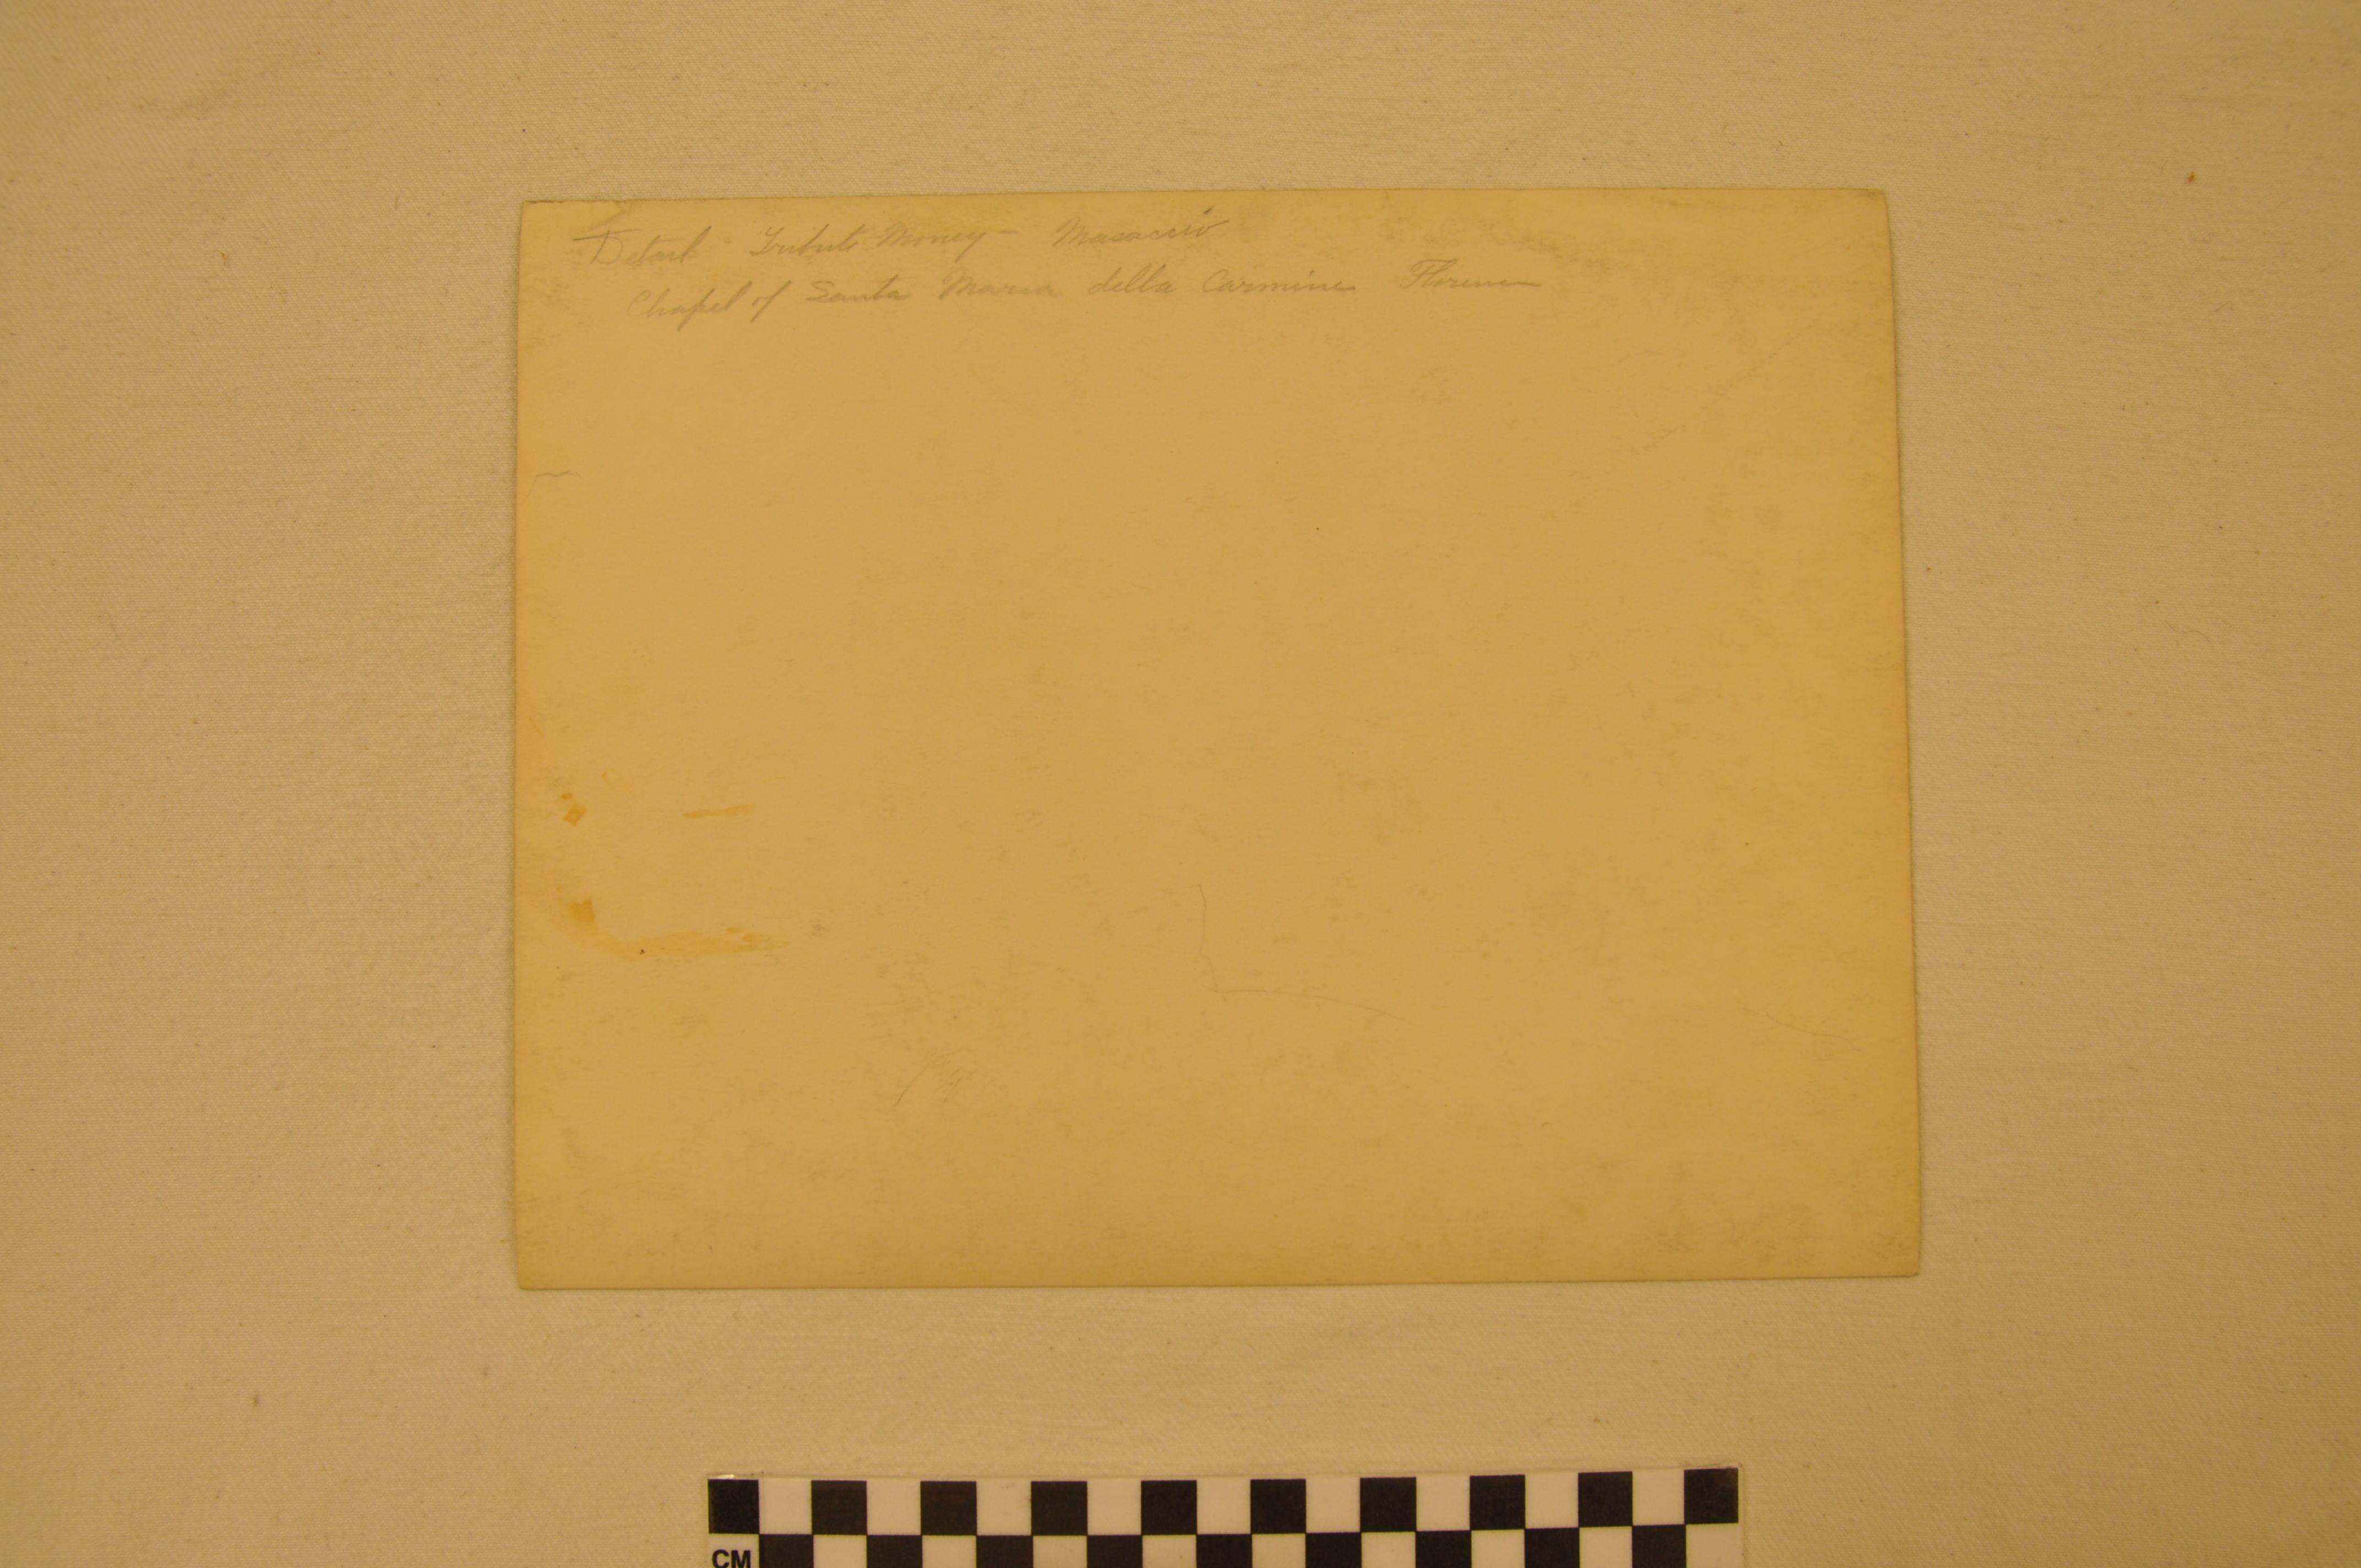 Detail Tribute Money - Masaccio
Chapel of Santa Maria della Carmine Florence
CM